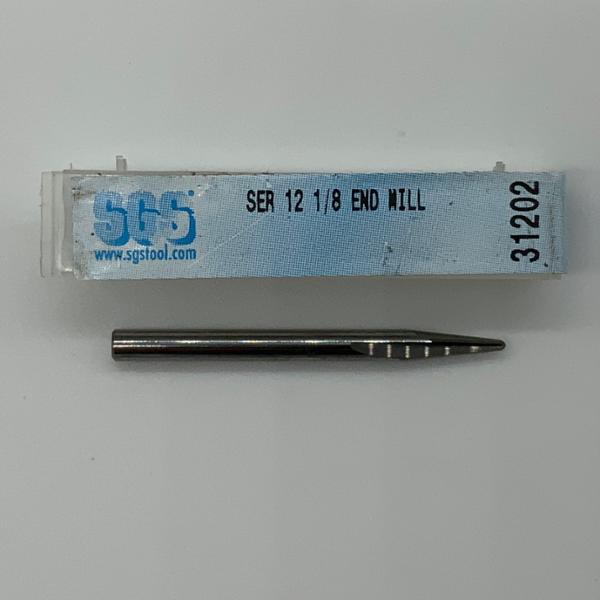 SGS
www.sgstool.com
SER 12 1/8 END MILL
31202